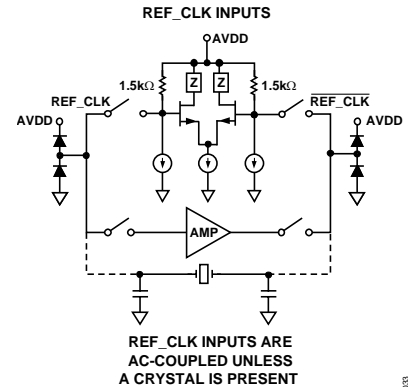 REF_CLK INPUTS
AVDD
1.5kΩ
Z
Z
1.5kΩ
REF_CLK
REF_CLK
AVDD
AVDD
AMP
REF_CLK INPUTS ARE
AC-COUPLED UNLESS
A CRYSTAL IS PRESENT